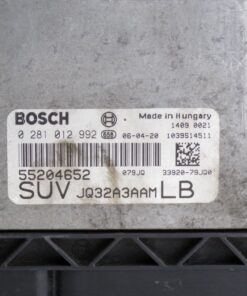 BOSCH Made in Hungary
1409 0021
0 281 012 992 06-04-20 1039S14511
55204652 079JQ 33920-79JQ0
SUV JQ32A3AAM LB